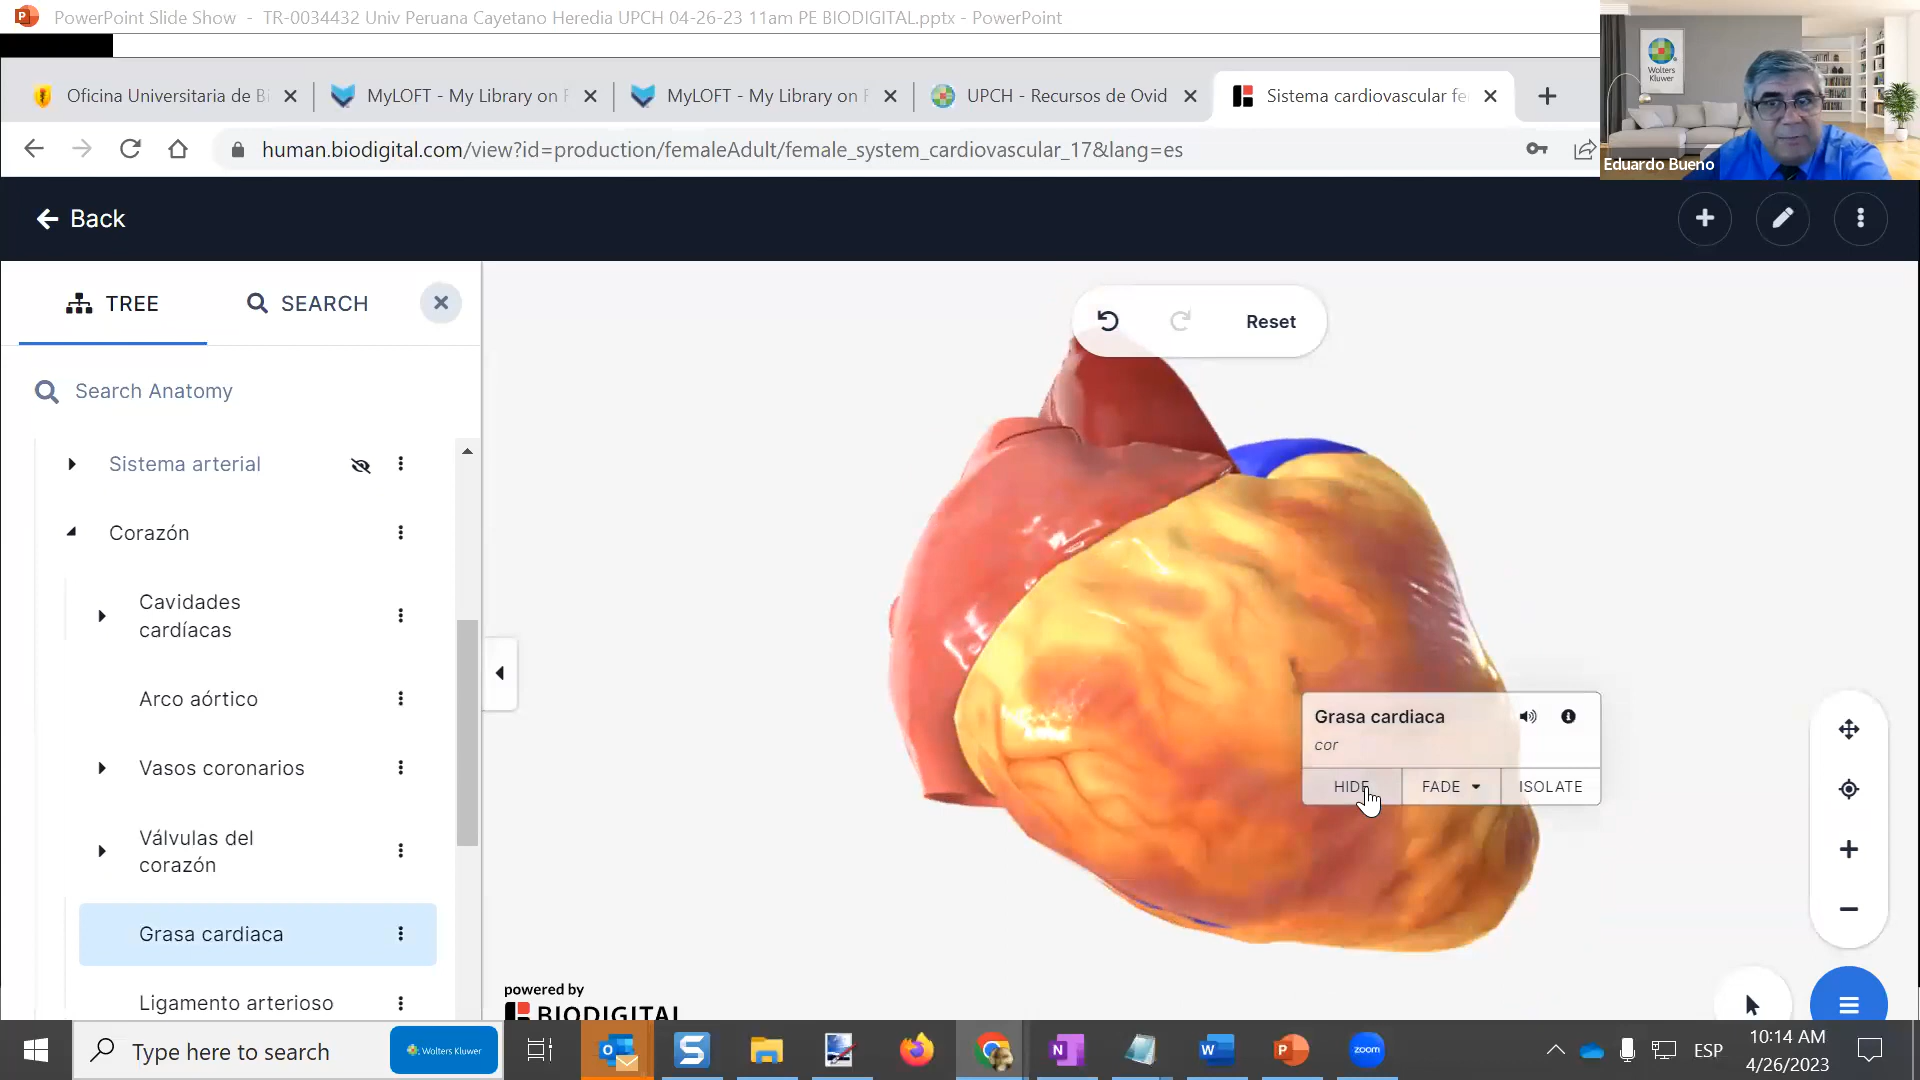 PowerPoint Slide Show - TR-0034432 Univ Peruana Cayetano Heredia UPCH 04-26-23 11am PE BIODIGITAL.pptx - PowerPoint
Oficina Universitaria de Bi
MyLOFT - My Library on F
MyLOFT - My Library on F
UPCH - Recursos de Ovid
Sistema cardiovascular fe
human.biodigital.com/view?id=production/femaleAdult/female_system_cardiovascular_17&lang=es
Wolters
Kluwer
Eduardo Bueno
Back
TREE
SEARCH
Reset
Search Anatomy
Sistema arterial
Corazón
Cavidades
cardíacas
Arco aórtico
Vasos coronarios
Válvulas del
corazón
Grasa cardiaca
Ligamento arterioso
Grasa cardiaca
cor
HIDE
FADE
ISOLATE
powered by
BIODIGITAL
Type here to search
Wolters Kluwer
zoom
ESP
10:14 AM
4/26/2023